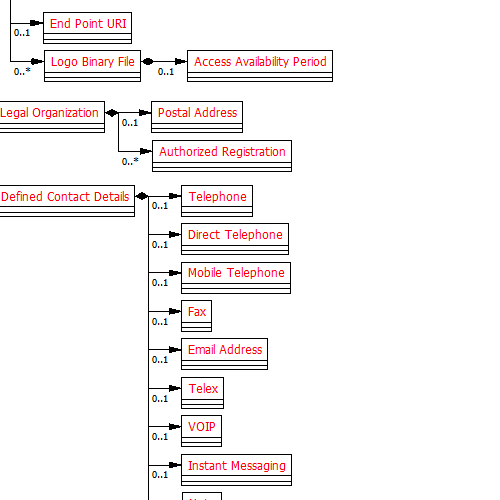 End Point URI
0..1
Logo Binary File
0..*
Access Availability Period
0..1
Legal Organization
Postal Address
0..1
Authorized Registration
0..*
Defined Contact Details
Telephone
0..1
Direct Telephone
0..1
Mobile Telephone
0..1
Fax
0..1
Email Address
0..1
Telex
0..1
VOIP
0..1
Instant Messaging
0..1